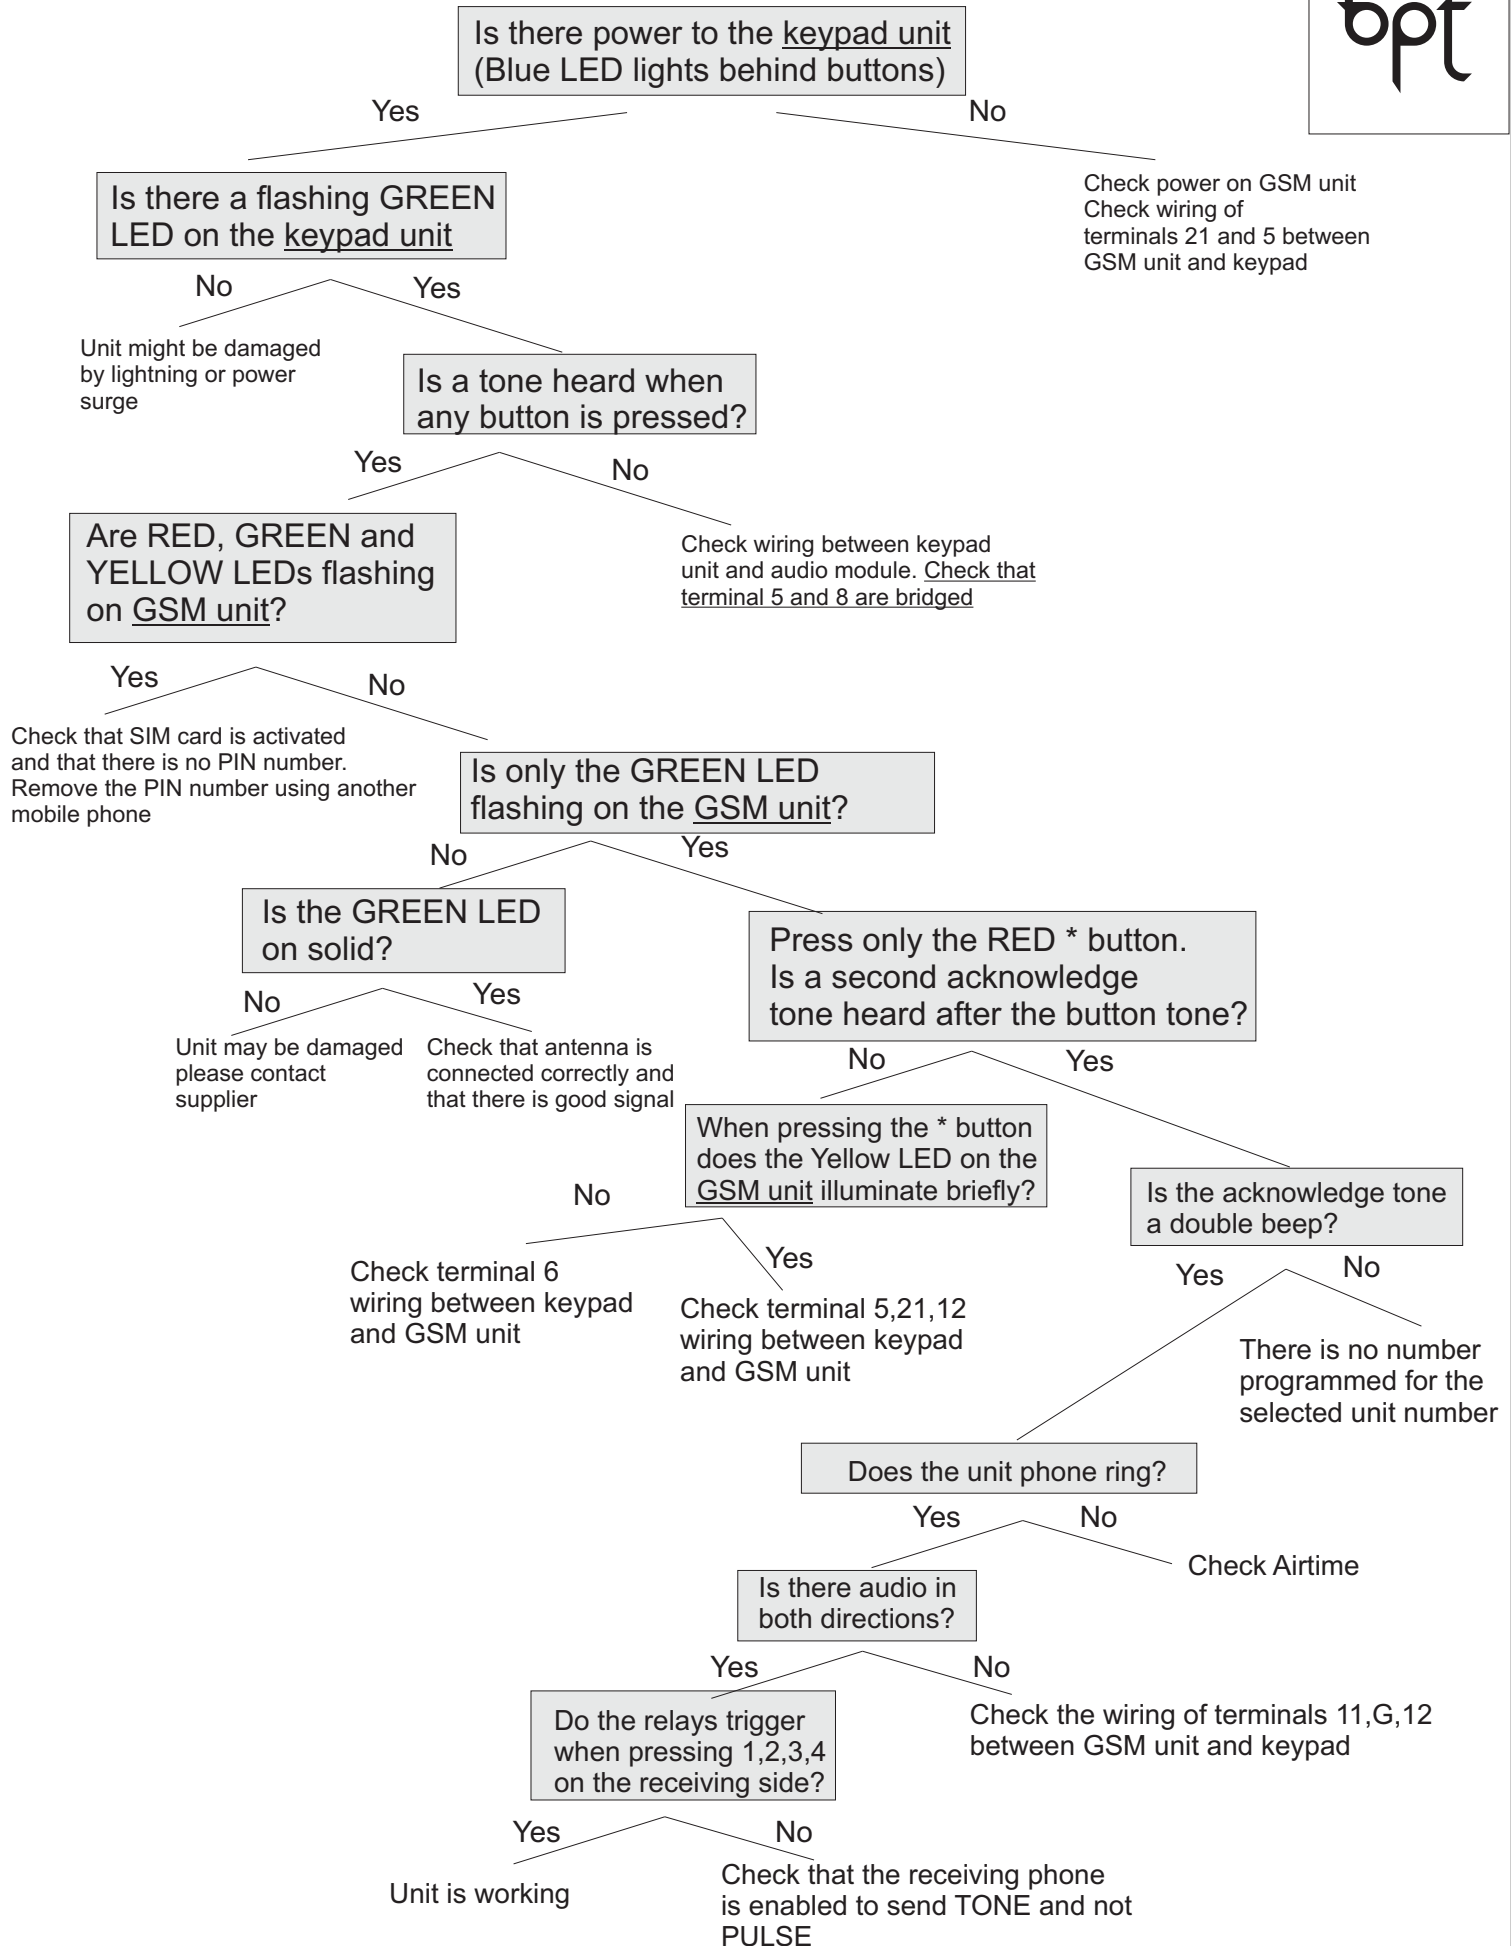 bpt
Is there power to the keypad unit
(Blue LED lights behind buttons)
Yes
No
Is there a flashing GREEN
LED on the keypad unit
Check power on GSM unit
Check wiring of
terminals 21 and 5 between
GSM unit and keypad
No
Yes
Unit might be damaged
by lightning or power
surge
Is a tone heard when
any button is pressed?
Yes
No
Are RED, GREEN and
YELLOW LEDs flashing
on GSM unit?
Check wiring between keypad
unit and audio module. Check that
terminal 5 and 8 are bridged
Yes
No
Check that SIM card is activated
and that there is no PIN number.
Remove the PIN number using another
mobile phone
Is only the GREEN LED
flashing on the GSM unit?
No
Yes
Is the GREEN LED
on solid?
Press only the RED * button.
Is a second acknowledge
tone heard after the button tone?
No
Yes
Unit may be damaged
please contact
supplier
Check that antenna is
connected correctly and
that there is good signal
No
Yes
When pressing the * button
does the Yellow LED on the
GSM unit illuminate briefly?
Is the acknowledge tone
a double beep?
No
Yes
Check terminal 6
wiring between keypad
and GSM unit
Check terminal 5,21,12
wiring between keypad
and GSM unit
Yes
No
There is no number
programmed for the
selected unit number
Does the unit phone ring?
Yes
No
Check Airtime
Is there audio in
both directions?
Yes
No
Do the relays trigger
when pressing 1,2,3,4
on the receiving side?
Check the wiring of terminals 11,G,12
between GSM unit and keypad
Yes
No
Unit is working
Check that the receiving phone
is enabled to send TONE and not
PULSE